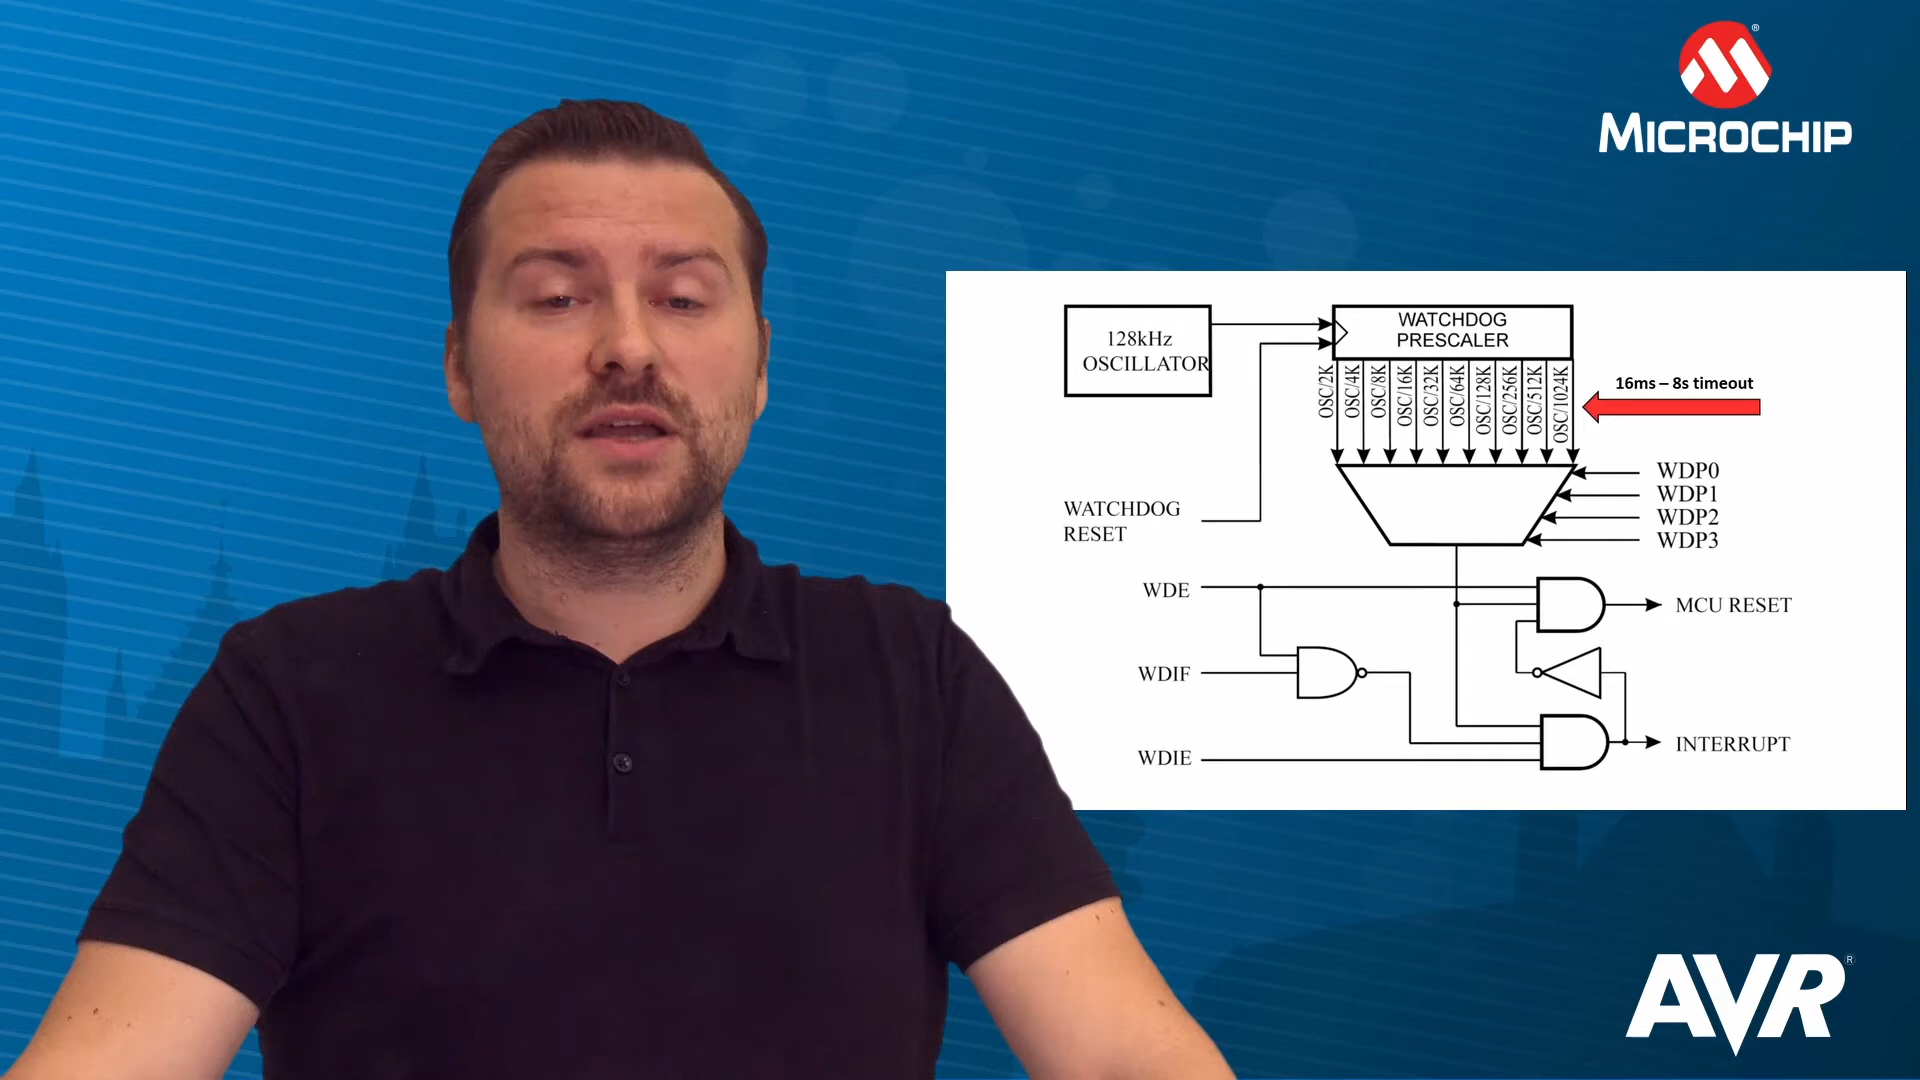 ®
MICROCHIP
128kHz
OSCILLATOR
WATCHDOG
PRESCALER
OSC/2K
OSC/4K
OSC/8K
OSC/16K
OSC/32K
OSC/64K
OSC/128K
OSC/256K
OSC/512K
OSC/1024K
16ms – 8s timeout
WDP0
WDP1
WDP2
WDP3
WATCHDOG
RESET
WDE
MCU RESET
WDIF
WDIE
INTERRUPT
AVR®